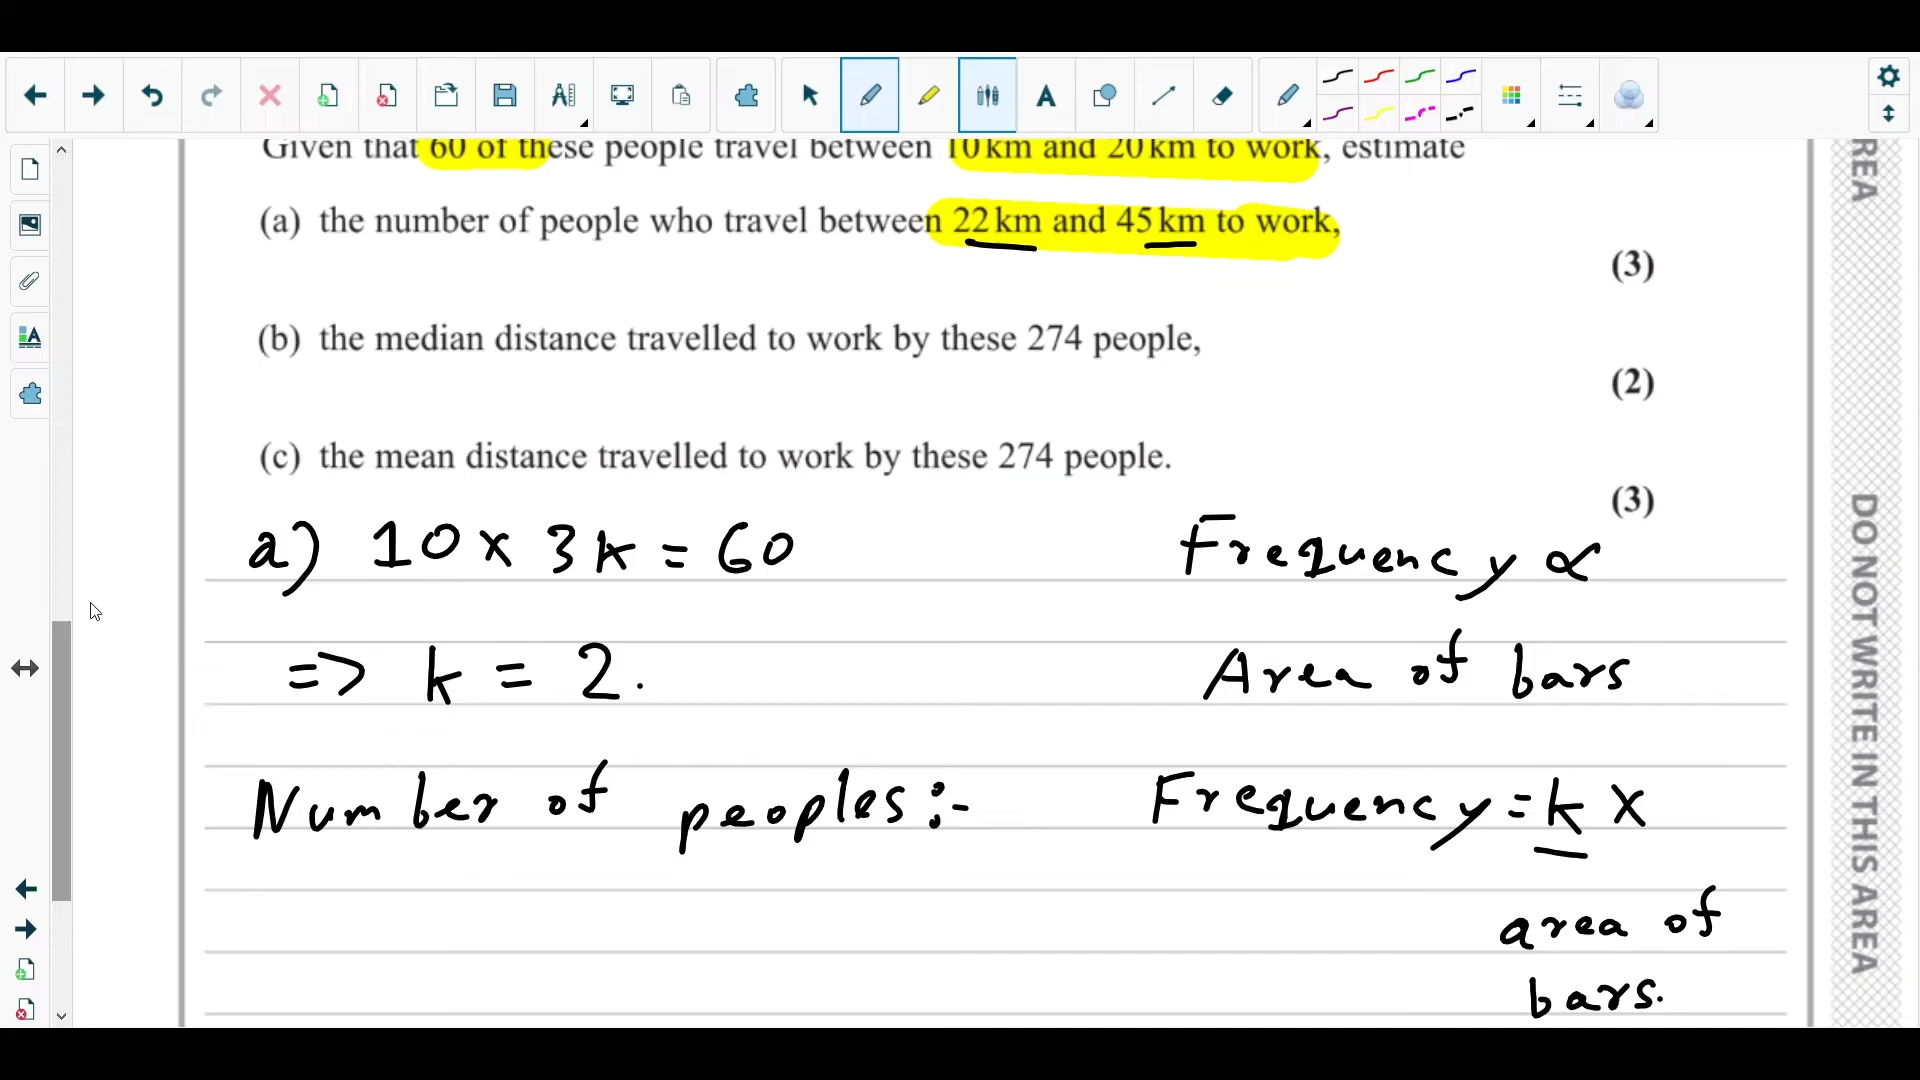 Given that 60 of these people travel between 10 km and 20 km to work, estimate
(a) the number of people who travel between 22 km and 45 km to work,
(3)
(b) the median distance travelled to work by these 274 people,
(2)
(c) the mean distance travelled to work by these 274 people.
(3)
a) 10 × 3k = 60
=> k = 2.
Number of peoples :-
Frequency ∝
Area of bars
Frequency = k ×
area of
bars.
REA
DO NOT WRITE IN THIS AREA